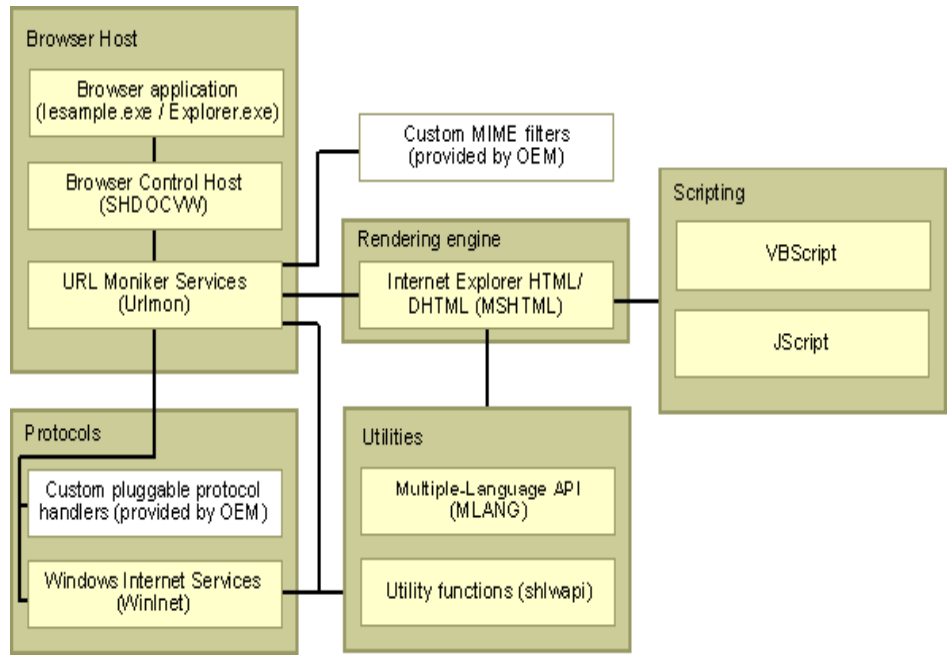 Browser Host
Browser application
(Iesample.exe / Explorer.exe)
Browser Control Host
(SHDOCVW)
URL Moniker Services
(Urlmon)
Custom MIME filters
(provided by OEM)
Rendering engine
Internet Explorer HTML/
DHTML (MSHTML)
Scripting
VBScript
JScript
Protocols
Custom pluggable protocol
handlers (provided by OEM)
Windows Internet Services
(WinInet)
Utilities
Multiple-Language API
(MLANG)
Utility functions (shlwapi)